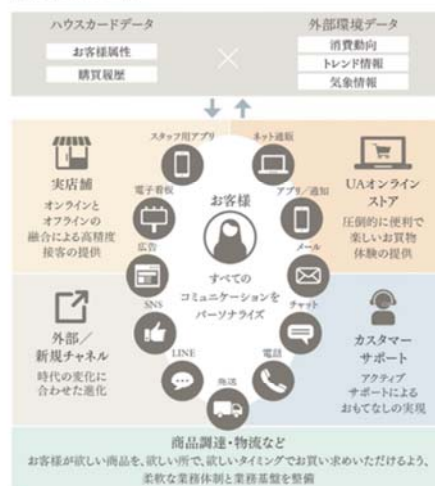 ハウスカードデータ
お客様属性
購買履歴
×
外部環境データ
消費動向
トレンド情報
気象情報
実店舗
オンラインと
オフラインの
融合による高精度
接客の提供
スタッフ用アプリ
電子看板
広告
SNS
LINE
発送
電話
チャット
メール
アプリ/通知
ネット通販
お客様
すべての
コミュニケーションを
パーソナライズ
UAオンライン
ストア
圧倒的に便利で
楽しいお買物
体験の提供
外部/
新規チャネル
時代の変化に
合わせた進化
カスタマー
サポート
アクティブ
サポートによる
おもてなしの実現
商品調達・物流など
お客様が欲しい商品を、欲しい所で、欲しいタイミングでお買い求めいただけるよう、
柔軟な業務体制と業務基盤を整備